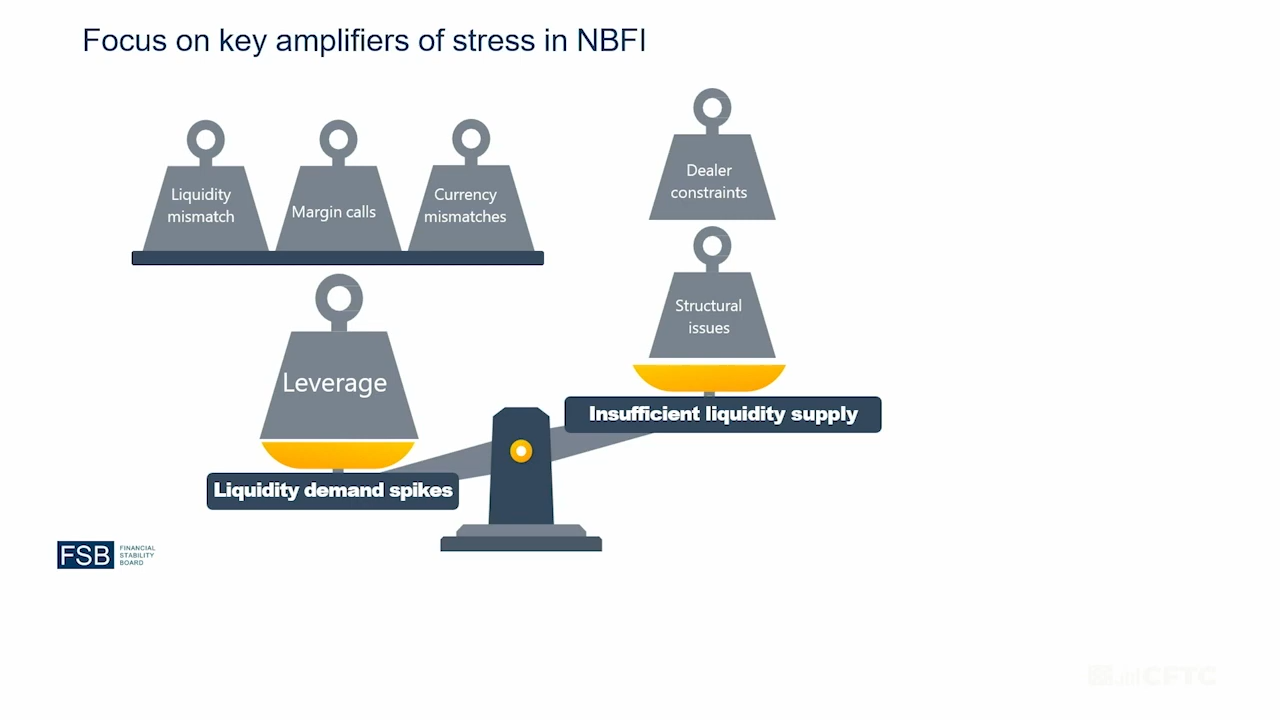 Focus on key amplifiers of stress in NBFI
Liquidity
mismatch
Margin calls
Currency
mismatches
Dealer
constraints
Structural
issues
Leverage
Insufficient liquidity supply
Liquidity demand spikes
FSB
FINANCIAL
STABILITY
BOARD
CFTC